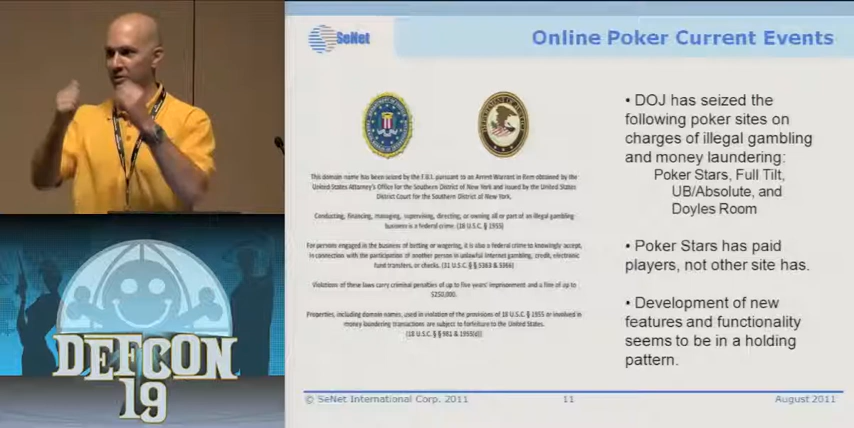 SeNet
Online Poker Current Events
This domain name has been seized by the F.B.I. pursuant to an Arrest Warrant in Rem obtained by the
United States Attorney's Office for the Southern District of New York and issued by the United States
District Court for the Southern District of New York.
Conducting, financing, managing, supervising, directing, or owning all or part of an illegal gambling
business is a federal crime. (18 U.S.C. § 1955)
For persons engaged in the business of betting or wagering, it is also a federal crime to knowingly accept,
in connection with the participation of another person in unlawful Internet gambling, credit, electronic
fund transfers, or checks. (31 U.S.C. §§ 5363 & 5366)
Violations of these laws carry criminal penalties of up to five years' imprisonment and a fine of up to
$250,000.
Properties, including domain names, used in violation of the provisions of 18 U.S.C. § 1955 or involved in
money laundering transactions are subject to forfeiture to the United States.
(18 U.S.C. §§ 981 & 1955(d))
• DOJ has seized the
following poker sites on
charges of illegal gambling
and money laundering:
Poker Stars, Full Tilt,
UB/Absolute, and
Doyles Room
• Poker Stars has paid
players, not other site has.
• Development of new
features and functionality
seems to be in a holding
pattern.
DEFCON
19
© SeNet International Corp. 2011
11
August 2011